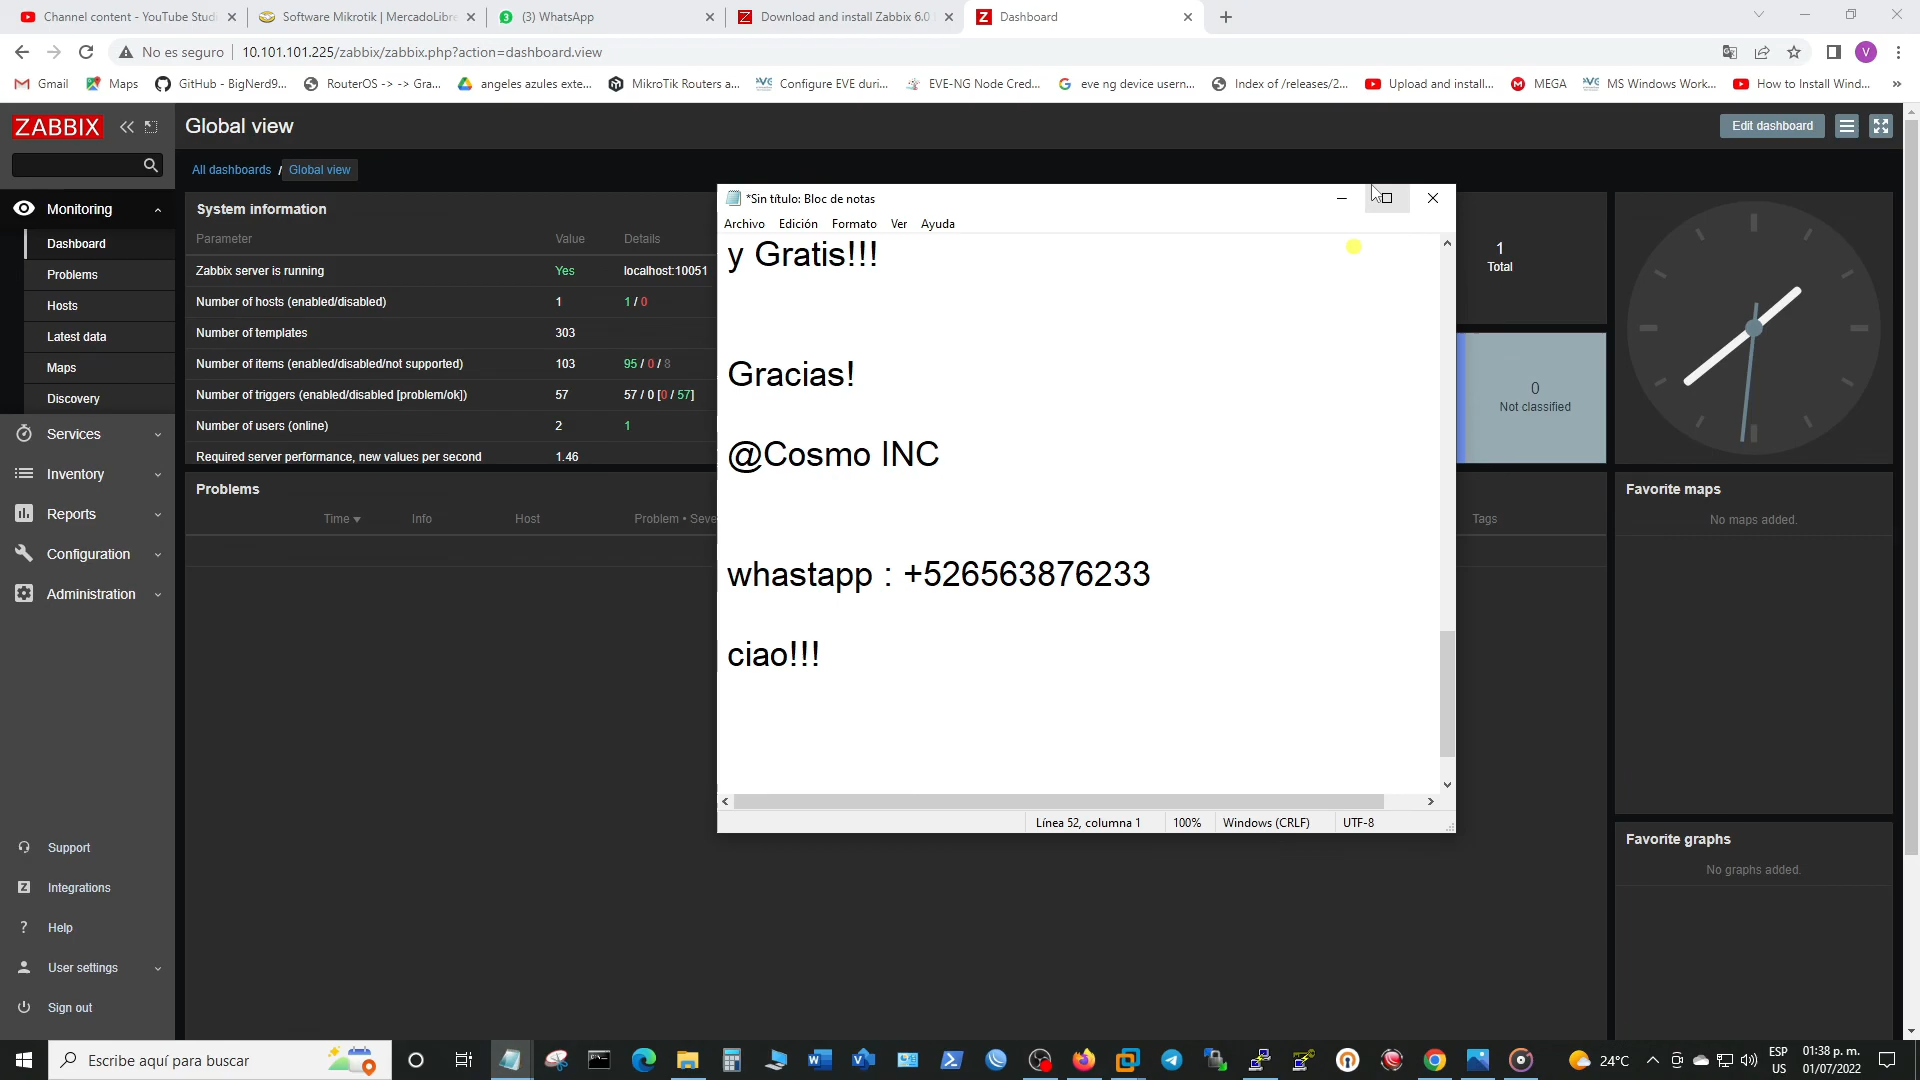 Channel content - YouTube Studi
Software Mikrotik | MercadoLibre
(3) WhatsApp
Download and install Zabbix 6.0
Dashboard
No es seguro
10.101.101.225/zabbix/zabbix.php?action=dashboard.view
V
Gmail
Maps
GitHub - BigNerd9...
RouterOS -> -> Gra...
angeles azules exte...
MikroTik Routers a...
Configure EVE duri...
EVE-NG Node Cred...
eve ng device usern...
Index of /releases/2...
Upload and install...
MEGA
MS Windows Work...
How to Install Wind...
ZABBIX
Global view
Edit dashboard
All dashboards / Global view
Monitoring
Dashboard
Problems
Hosts
Latest data
Maps
Discovery
Services
Inventory
Reports
Configuration
Administration
Support
Integrations
Help
User settings
Sign out
System information
Parameter Value Details
Zabbix server is running Yes localhost:10051
Number of hosts (enabled/disabled) 1 1 / 0
Number of templates 303
Number of items (enabled/disabled/not supported) 103 95 / 0 / 8
Number of triggers (enabled/disabled [problem/ok]) 57 57 / 0 [0 / 57]
Number of users (online) 2 1
Required server performance, new values per second 1.46
Problems
Time Info Host Problem • Seve
Tags
*Sin título: Bloc de notas
Archivo Edición Formato Ver Ayuda
y Gratis!!!
Gracias!
@Cosmo INC
whastapp : +526563876233
ciao!!!
Línea 52, columna 1
100%
Windows (CRLF)
UTF-8
1
Total
0
Not classified
Favorite maps
No maps added.
Favorite graphs
No graphs added.
Escribe aquí para buscar
24°C
ESP
US
01:38 p. m.
01/07/2022